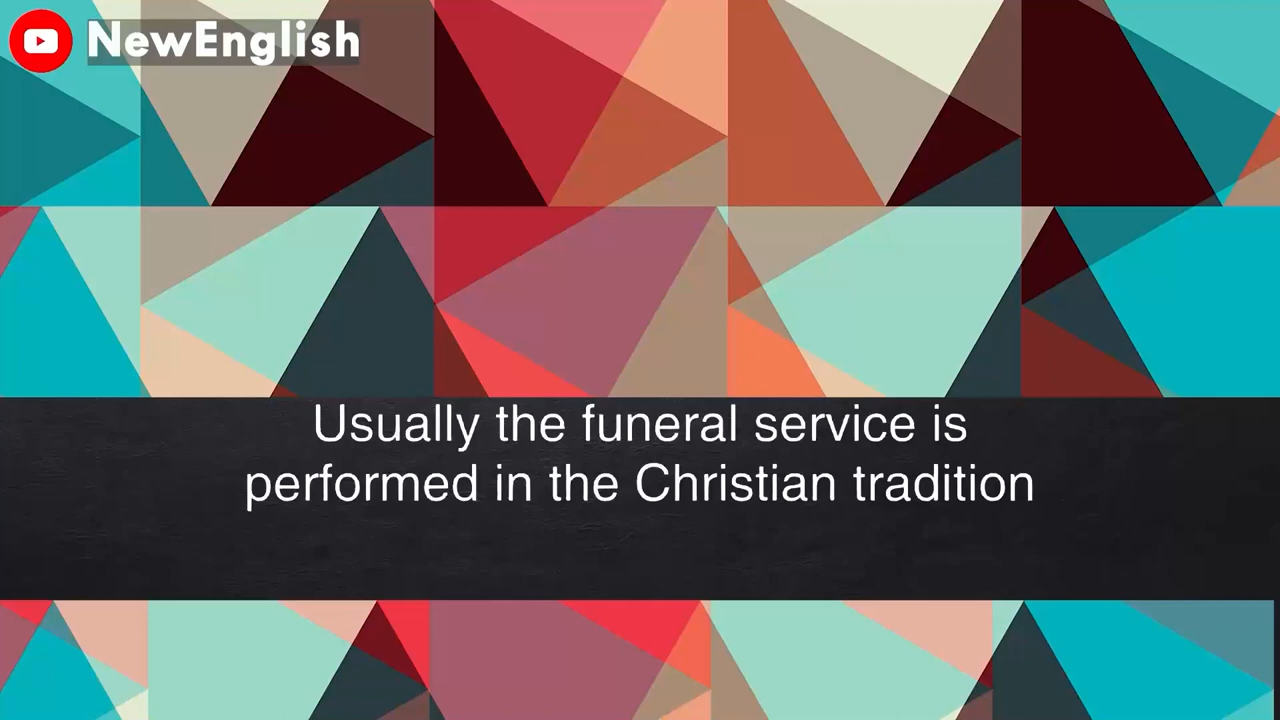 NewEnglish
Usually the funeral service is
performed in the Christian tradition